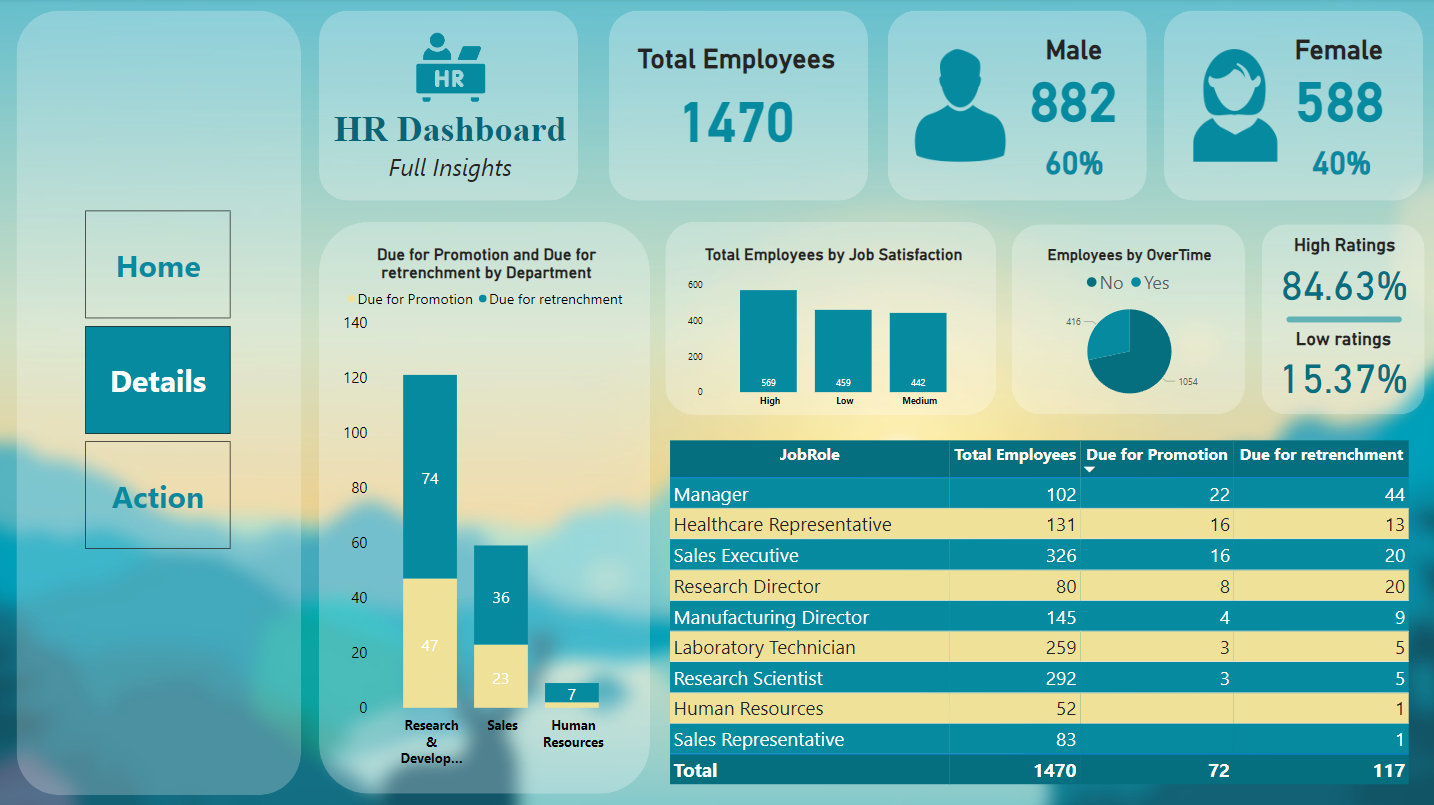 HR
HR Dashboard
Full Insights
Total Employees
1470
Male
882
60%
Female
588
40%
Home
Details
Action
Due for Promotion and Due for
retrenchment by Department
Due for Promotion Due for retrenchment
140
120
100
80
60
40
20
0
74
47
36
23
7
Research
&
Develop...
Sales
Human
Resources
Total Employees by Job Satisfaction
600
400
200
0
569 459 442
High Low Medium
Employees by OverTime
No Yes
416
1054
High Ratings
84.63%
Low ratings
15.37%
JobRole Total Employees Due for Promotion Due for retrenchment
Manager 102 22 44
Healthcare Representative 131 16 13
Sales Executive 326 16 20
Research Director 80 8 20
Manufacturing Director 145 4 9
Laboratory Technician 259 3 5
Research Scientist 292 3 5
Human Resources 52 1
Sales Representative 83 1
Total 1470 72 117